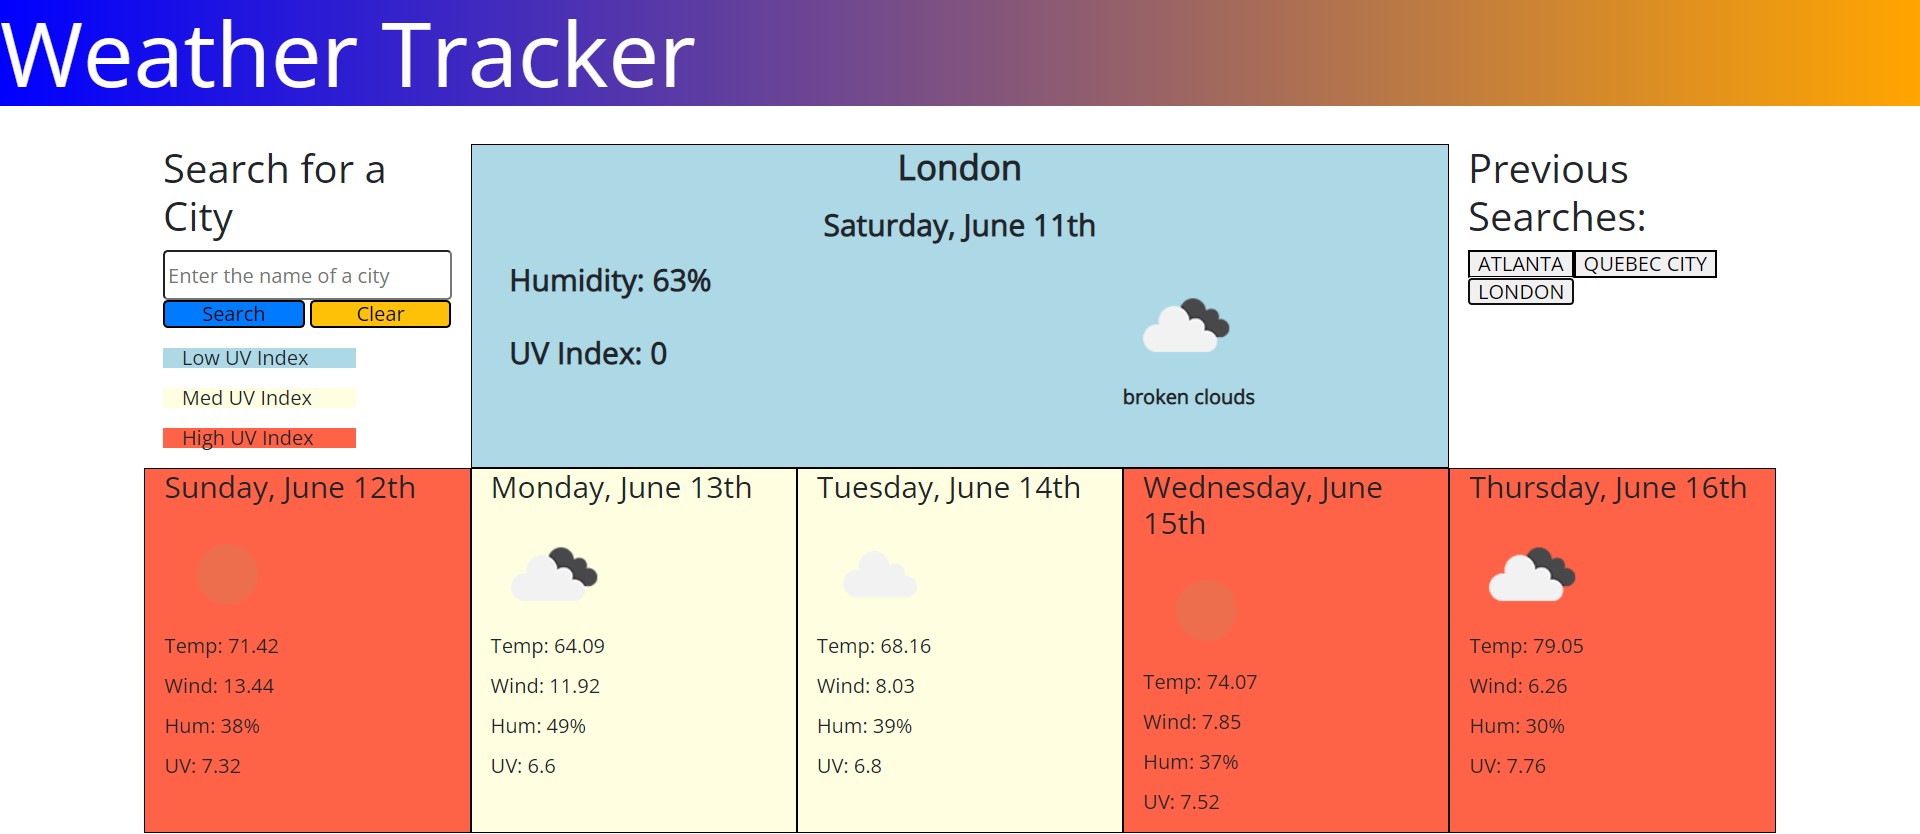 Weather Tracker
Search for a
City
Enter the name of a city
Search
Clear
Low UV Index
Med UV Index
High UV Index
London
Saturday, June 11th
Humidity: 63%
UV Index: 0
broken clouds
Previous
Searches:
ATLANTA
QUEBEC CITY
LONDON
Sunday, June 12th
Temp: 71.42
Wind: 13.44
Hum: 38%
UV: 7.32
Monday, June 13th
Temp: 64.09
Wind: 11.92
Hum: 49%
UV: 6.6
Tuesday, June 14th
Temp: 68.16
Wind: 8.03
Hum: 39%
UV: 6.8
Wednesday, June
15th
Temp: 74.07
Wind: 7.85
Hum: 37%
UV: 7.52
Thursday, June 16th
Temp: 79.05
Wind: 6.26
Hum: 30%
UV: 7.76